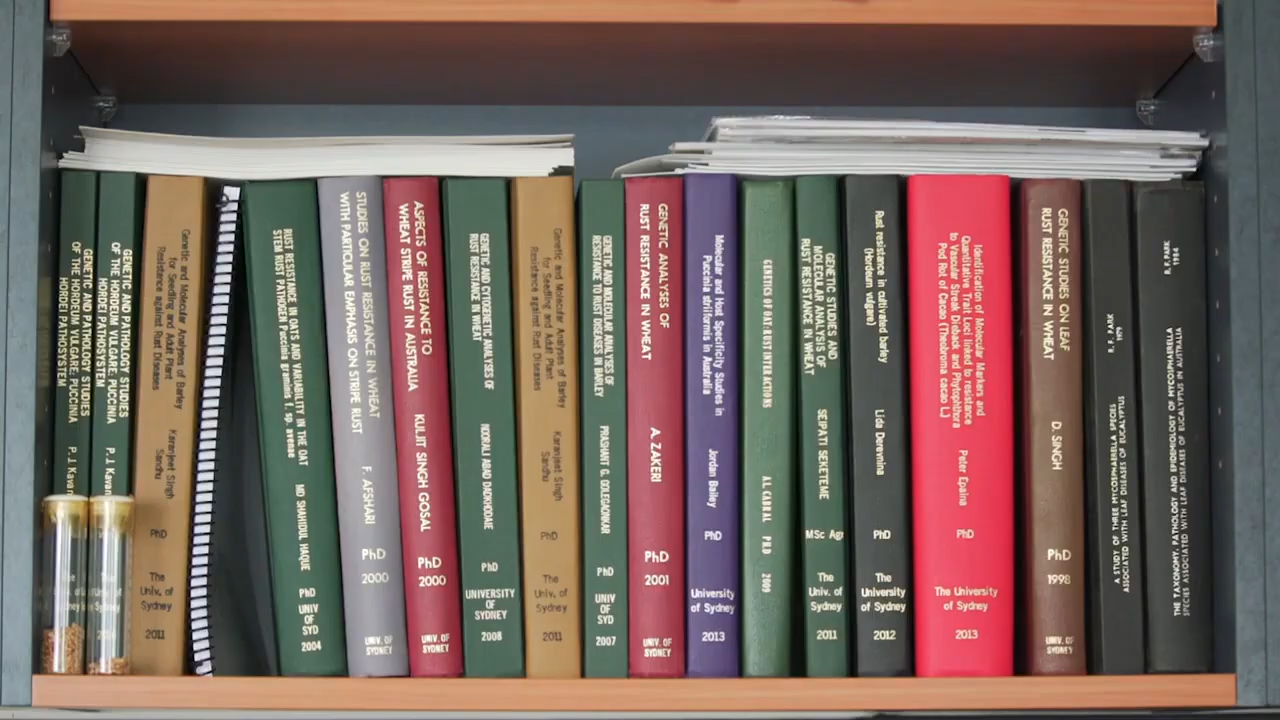 GENETIC AND PATHOLOGY STUDIES
OF THE HORDEUM VULGARE; PUCCINIA
HORDEI PATHOSYSTEM
P. J. Kavan
GENETIC AND PATHOLOGY STUDIES
OF THE HORDEUM VULGARE; PUCCINIA
HORDEI PATHOSYSTEM
P. J. Kavan
Genetic and Molecular Analyses of Barley
for Seedling and Adult Plant
Resistance against Rust Diseases
Karanjeet Singh
Sandhu
PhD
The
Univ. of
Sydney
2011
RUST RESISTANCE IN OATS AND VARIABILITY IN THE OAT
STEM RUST PATHOGEN Puccinia graminis f. sp. avenae
MD SHAHIDUL HAQUE
PhD
UNIV
OF
SYD
2004
STUDIES ON RUST RESISTANCE IN WHEAT
WITH PARTICULAR EMPHASIS ON STRIPE RUST
F. AFSHARI
PhD
2000
UNIV. OF
SYDNEY
ASPECTS OF RESISTANCE TO
WHEAT STRIPE RUST IN AUSTRALIA
KULJIT SINGH GOSAL
PhD
2000
UNIV. OF
SYDNEY
GENETIC AND CYTOGENETIC ANALYSES OF
RUST RESISTANCE IN WHEAT
NOORALI ABAD DADKHODAIE
PhD
UNIVERSITY
OF
SYDNEY
2008
Genetic and Molecular Analyses of Barley
for Seedling and Adult Plant
Resistance against Rust Diseases
Karanjeet Singh
Sandhu
PhD
The
Univ. of
Sydney
2011
GENETIC AND MOLECULAR ANALYSES OF
RESISTANCE TO RUST DISEASES IN BARLEY
PRASHANT G. GOLEGAONKAR
PhD
UNIV
OF
SYD
2007
GENETIC ANALYSES OF
RUST RESISTANCE IN WHEAT
A. ZAKERI
PhD
2001
UNIV. OF
SYDNEY
Molecular and Host Specificity Studies in
Puccinia striiformis in Australia
Jordan Bailey
PhD
University
of Sydney
2013
GENETICS OF OAT:RUST INTERACTIONS
A.L CABRAL
PH.D
2009
GENETIC STUDIES AND
MOLECULAR ANALYSIS OF
RUST RESISTANCE IN WHEAT
SEIPATI SEKETEME
MSc Agr
The
Univ. of
Sydney
2011
Rust resistance in cultivated barley
(Hordeum vulgare)
Lida Derevnina
PhD
The
University
of Sydney
2012
Identification of Molecular Markers and
Quantitative Trait Loci linked to resistance
to Vascular Streak Dieback and Phytophthora
Pod Rot of Cacao (Theobroma cacao L.)
Peter Epaina
PhD
The University
of Sydney
2013
GENETIC STUDIES ON LEAF
RUST RESISTANCE IN WHEAT
D. SINGH
PhD
1998
UNIV. OF
SYDNEY
R. F. PARK
1979
A STUDY OF THREE MYCOSPHAERELLA SPECIES
ASSOCIATED WITH LEAF DISEASES OF EUCALYPTUS
R. F. PARK
1984
THE TAXONOMY, PATHOLOGY AND EPIDEMIOLOGY OF MYCOSPHAERELLA
SPECIES ASSOCIATED WITH LEAF DISEASES OF EUCALYPTUS IN AUSTRALIA